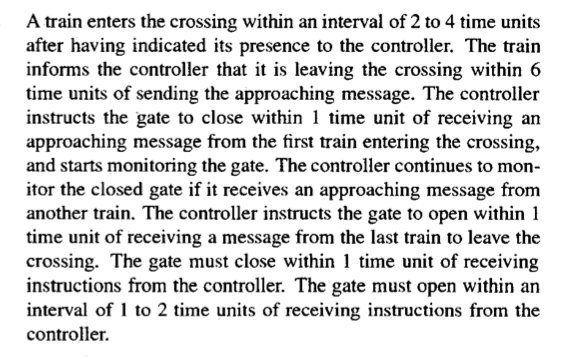 A train enters the crossing within an interval of 2 to 4 time units
after having indicated its presence to the controller. The train
informs the controller that it is leaving the crossing within 6
time units of sending the approaching message. The controller
instructs the gate to close within 1 time unit of receiving an
approaching message from the first train entering the crossing,
and starts monitoring the gate. The controller continues to mon-
itor the closed gate if it receives an approaching message from
another train. The controller instructs the gate to open within 1
time unit of receiving a message from the last train to leave the
crossing. The gate must close within 1 time unit of receiving
instructions from the controller. The gate must open within an
interval of 1 to 2 time units of receiving instructions from the
controller.